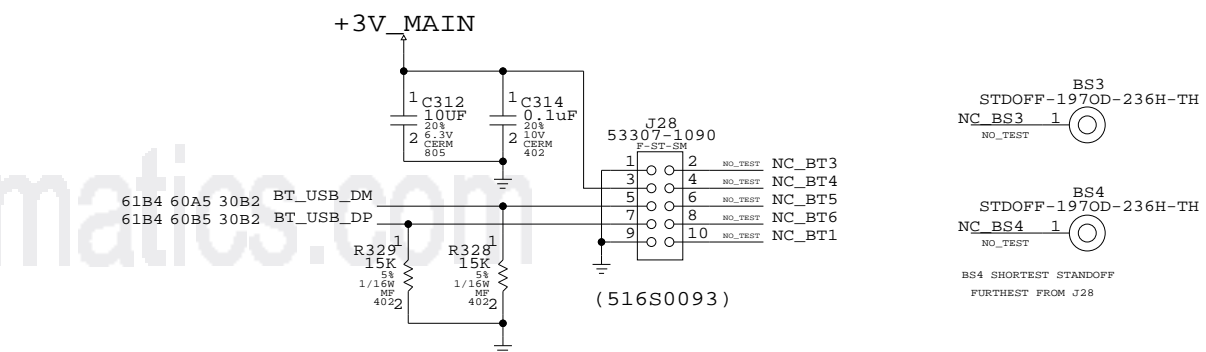 +3V_MAIN
1
C312
10UF
20%
6.3V
CERM
805
2
1
C314
0.1uF
20%
10V
CERM
402
2
J28
53307-1090
F-ST-SM
1 2 NO_TEST NC_BT3
3 4 NO_TEST NC_BT4
61B4 60A5 30B2 BT_USB_DM 5 6 NO_TEST NC_BT5
61B4 60B5 30B2 BT_USB_DP 7 8 NO_TEST NC_BT6
9 10 NO_TEST NC_BT1
1
R329
15K
5%
1/16W
MF
402
2
1
R328
15K
5%
1/16W
MF
402
2
(516S0093)
BS3
STDOFF-197OD-236H-TH
NC_BS3 1
NO_TEST
BS4
STDOFF-197OD-236H-TH
NC_BS4 1
NO_TEST
BS4 SHORTEST STANDOFF
FURTHEST FROM J28
matics.com